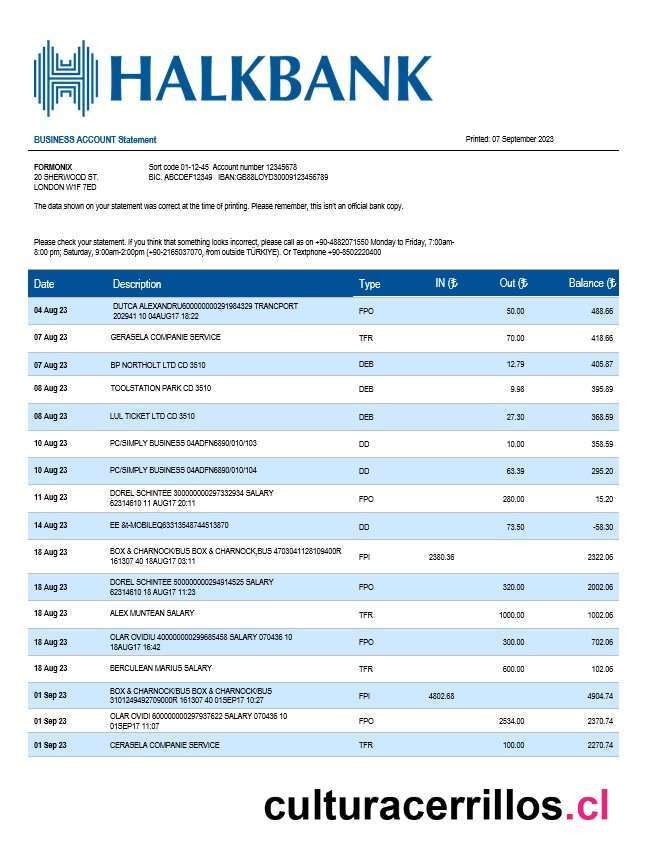 HALKBANK
BUSINESS ACCOUNT Statement Printed: 07 September 2023
FORMONIX Sort code 01-12-45 Account number 12345678
20 SHERWOOD ST. BIC. ABCDEF12349 IBAN:GB88LOYD30009123456789
LONDON W1F 7ED
The data shown on your statement was correct at the time of printing. Please remember, this isn't an official bank copy.
Please check your statement. If you think that something looks incorrect, please call as on +90-4882071550 Monday to Friday, 7:00am-
8:00 pm; Saturday, 9:00am-2:00pm (+90-2165037070, from outside TÜRKIYE). Or Textphone +90-8502220400
Date Description Type IN (₺ Out (₺ Balance (₺
04 Aug 23 DUTCA ALEXANDRU600000000291984329 TRANCPORT FPO 50.00 488.66
202941 10 04AUG17 18:22
07 Aug 23 GERASELA COMPANIE SERVICE TFR 70.00 418.66
07 Aug 23 BP NORTHOLT LTD CD 3510 DEB 12.79 405.87
08 Aug 23 TOOLSTATION PARK CD 3510 DEB 9.98 395.89
08 Aug 23 LUL TICKET LTD CD 3510 DEB 27.30 368.59
10 Aug 23 PC/SIMPLY BUSINESS 04ADFN6890/010/103 DD 10.00 358.59
10 Aug 23 PC/SIMPLY BUSINESS 04ADFN6890/010/104 DD 63.39 295.20
11 Aug 23 DOREL SCHINTEE 300000000297332934 SALARY FPO 280.00 15.20
62314610 11 AUG17 20:11
14 Aug 23 EE &t-MOBILEQ63313548744513870 DD 73.50 -58.30
18 Aug 23 BOX & CHARNOCK/BUS BOX & CHARNOCK,BUS 4703041128109400R FPI 2380.36 2322.06
161307 40 18AUG17 03:11
18 Aug 23 DOREL SCHINTEE 500000000294914525 SALARY FPO 320.00 2002.06
62314519 18 AUG17 11:23
18 Aug 23 ALEX MUNTEAN SALARY TFR 1000.00 1002.06
18 Aug 23 OLAR OVIDIU 400000000299685458 SALARY 070436 10 FPO 300.00 702.06
18AUG17 16:42
18 Aug 23 BERCULEAN MARIUS SALARY TFR 600.00 102.06
01 Sep 23 BOX & CHARNOCK/BUS BOX & CHARNOCK/BUS FPI 4802.68 4904.74
3101249492709000R 161307 40 01SEP17 10:27
01 Sep 23 OLAR OVIDI 600000000297937622 SALARY 070436 10 FPO 2534.00 2370.74
01SEP17 11:07
01 Sep 23 CERASELA COMPANIE SERVICE TFR 100.00 2270.74
culturacerrillos.cl